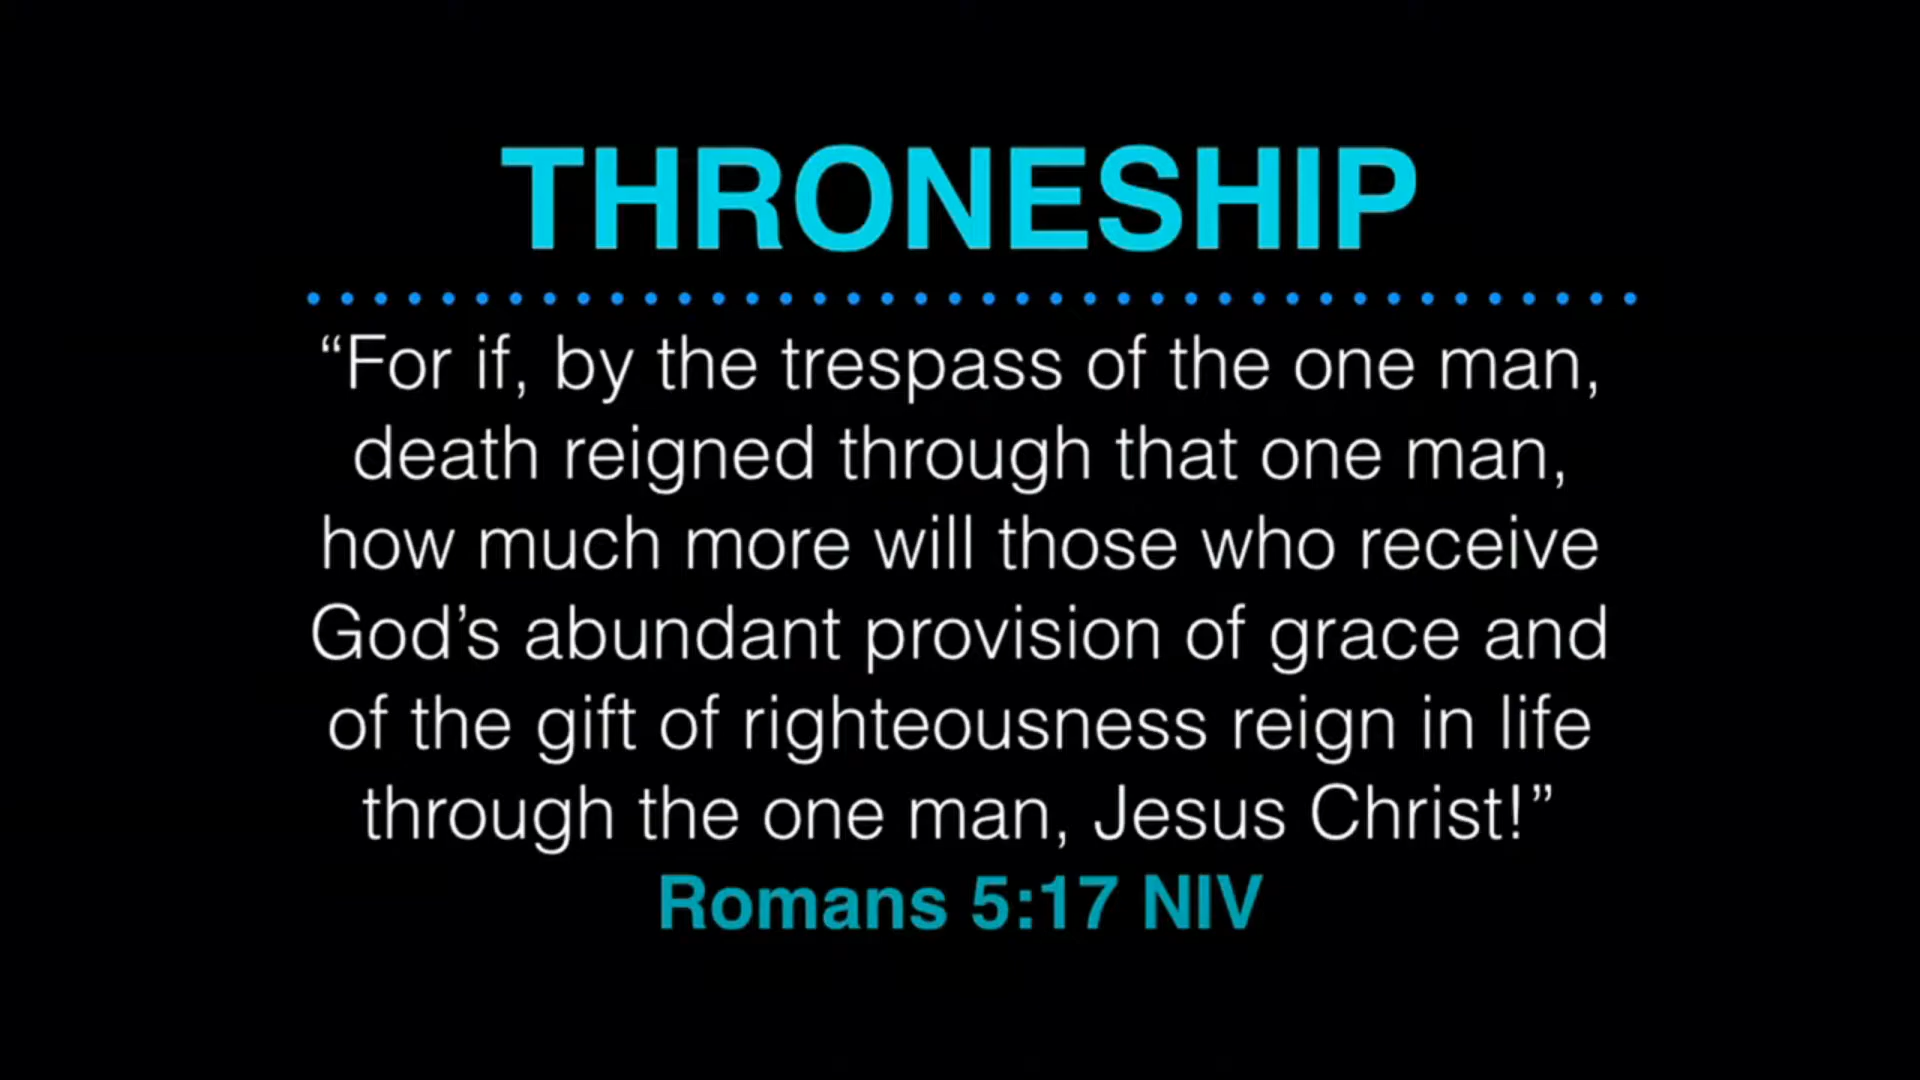 THRONESHIP
“For if, by the trespass of the one man,
death reigned through that one man,
how much more will those who receive
God’s abundant provision of grace and
of the gift of righteousness reign in life
through the one man, Jesus Christ!”
Romans 5:17 NIV